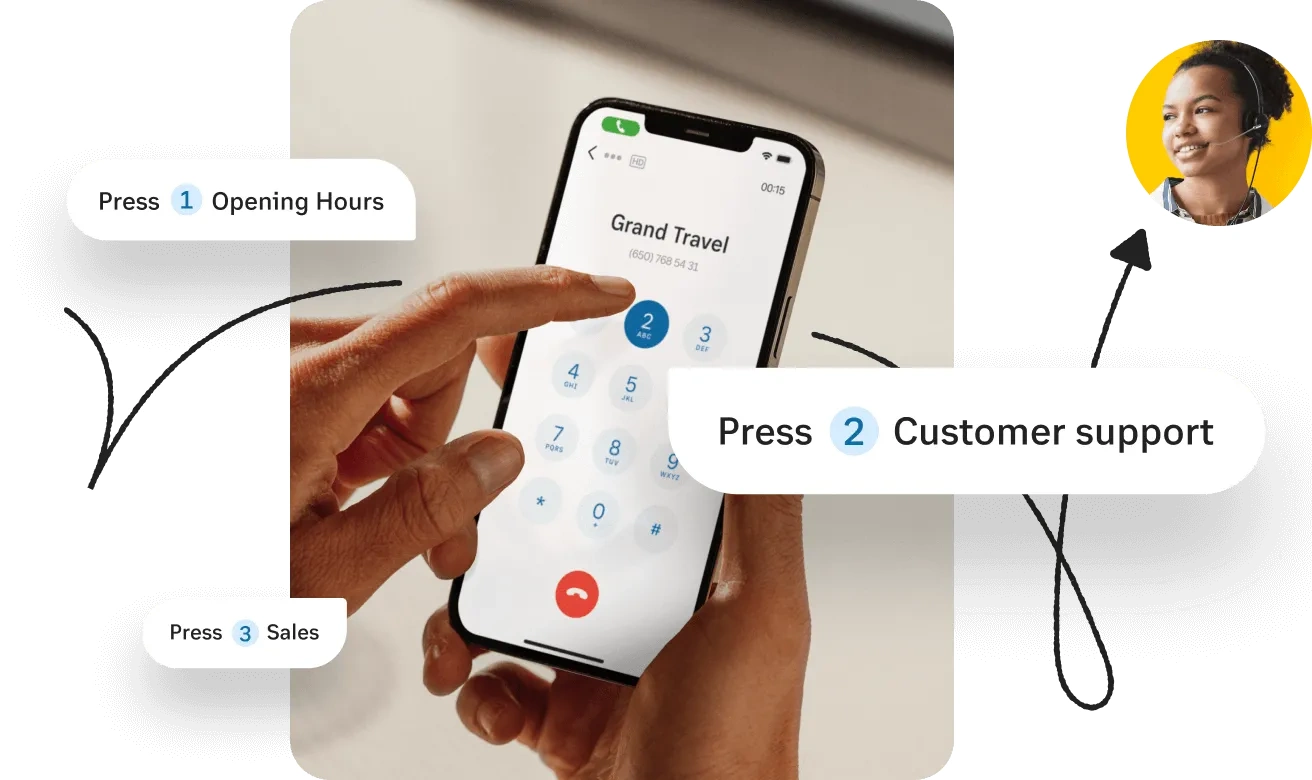 Press 1 Opening Hours
HD
00:15
Grand Travel
(650) 768 54 31
2
ABC
3
DEF
4
GHI
5
JKL
Press 2 Customer support
7
PQRS
8
TUV
9
WXYZ
*
0
+
#
Press 3 Sales